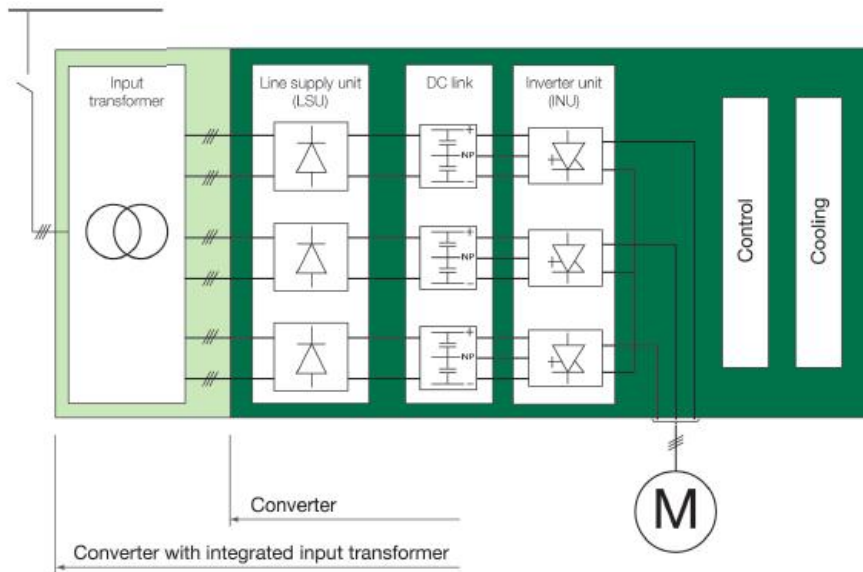 Input
transformer
Line supply unit
(LSU)
DC link
Inverter unit
(INU)
+
NP
−
+
NP
−
+
NP
−
Control
Cooling
M
Converter
Converter with integrated input transformer